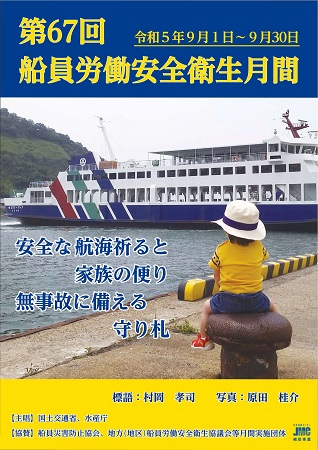 第67回
令和5年9月1日~9月30日
船員労働安全衛生月間
安全な航海祈ると
家族の便り
無事故に備える
守り札
標語：村岡　孝司　写真：原田　桂介
【主唱】国土交通省、水産庁
【協賛】船員災害防止協会、地方(地区)船員労働安全衛生協議会等月間実施団体
JMC